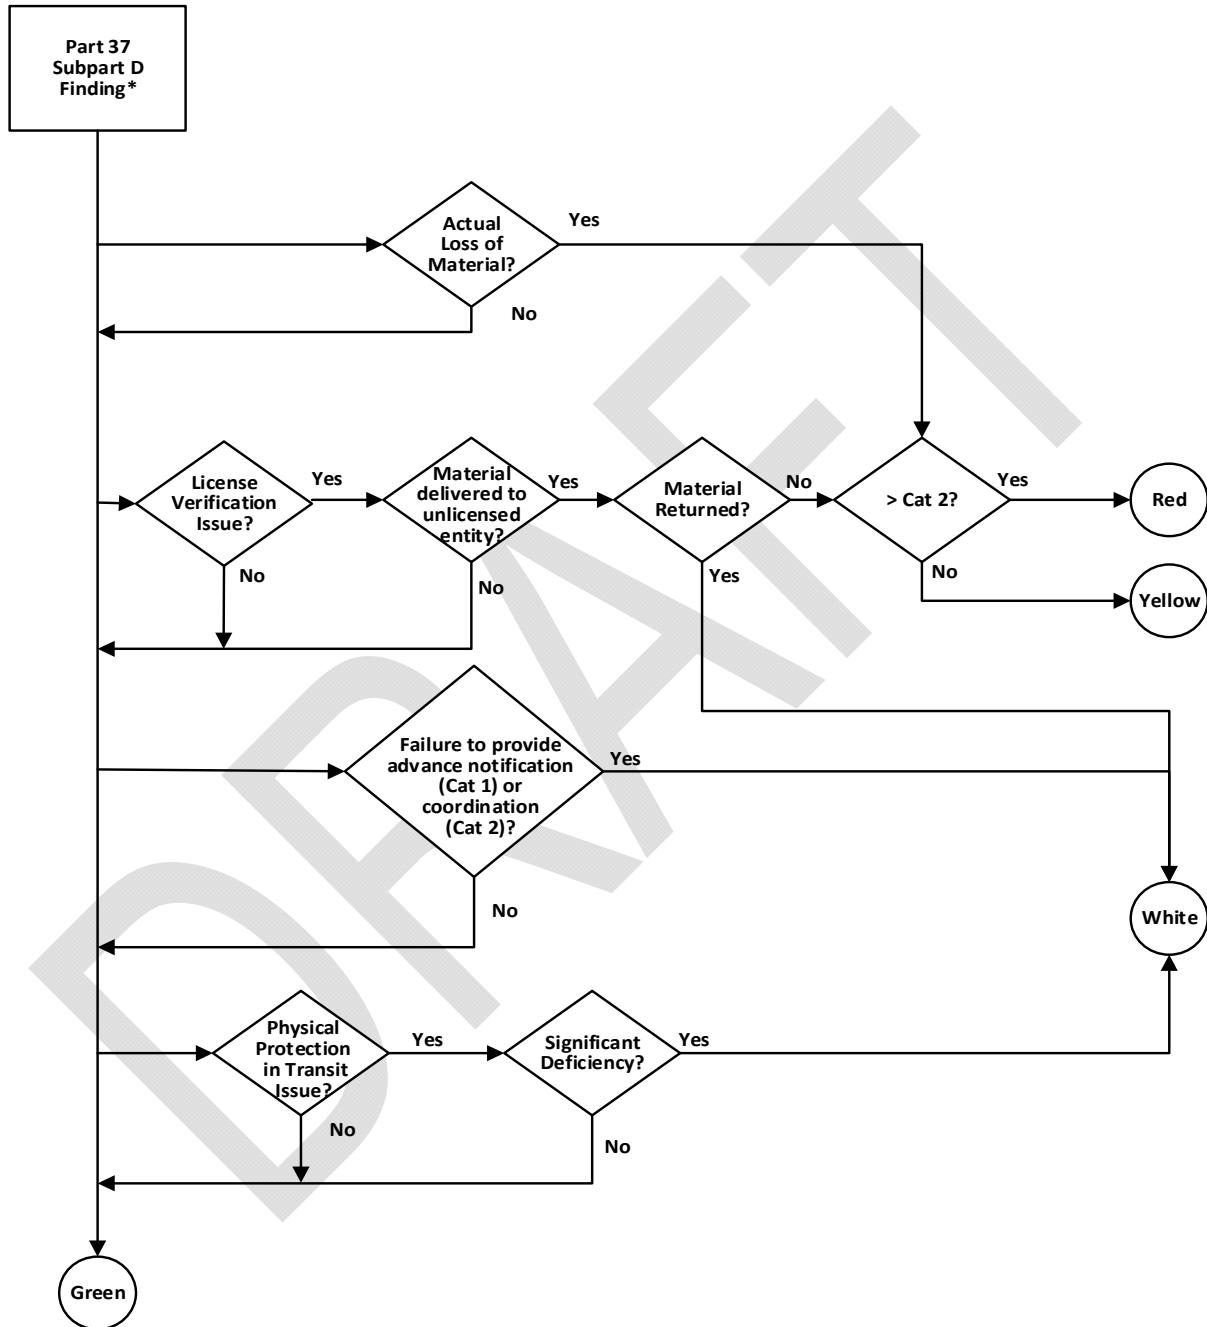 Part 37
Subpart D
Finding*
Actual
Loss of
Material?
Yes
No
License
Verification
Issue?
Yes
No
Material
delivered to
unlicensed
entity?
Yes
No
Material
Returned?
No
Yes
> Cat 2?
Yes
No
Red
Yellow
Failure to provide
advance notification
(Cat 1) or
coordination
(Cat 2)?
Yes
No
White
Physical
Protection
in Transit
Issue?
Yes
No
Significant
Deficiency?
Yes
No
Green
DRAFT